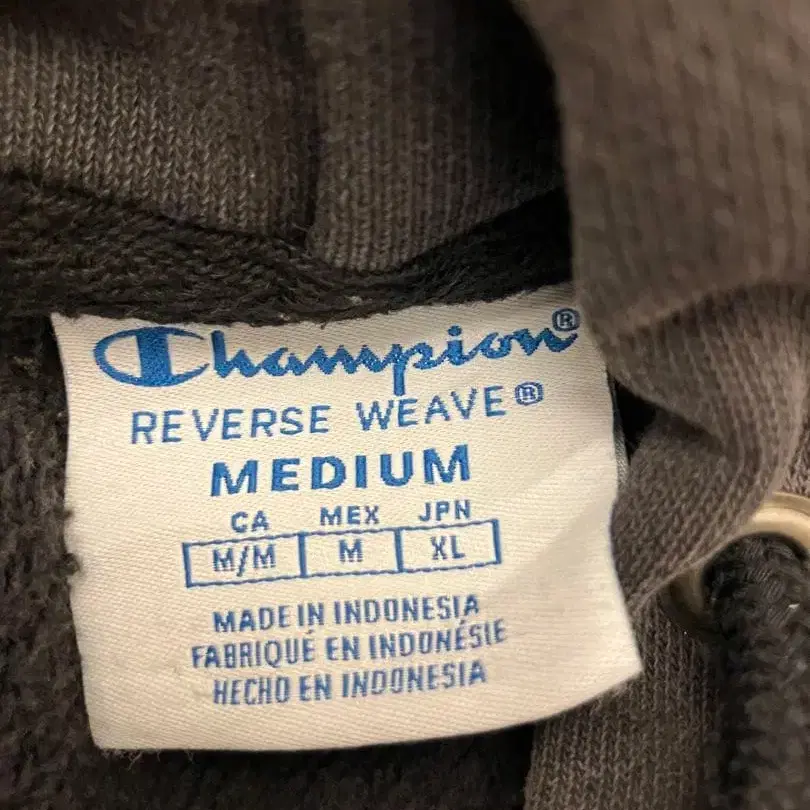 Champion®
REVERSE WEAVE®
MEDIUM
CA MEX JPN
M/M M XL
MADE IN INDONESIA
FABRIQUÉ EN INDONÉSIE
HECHO EN INDONESIA